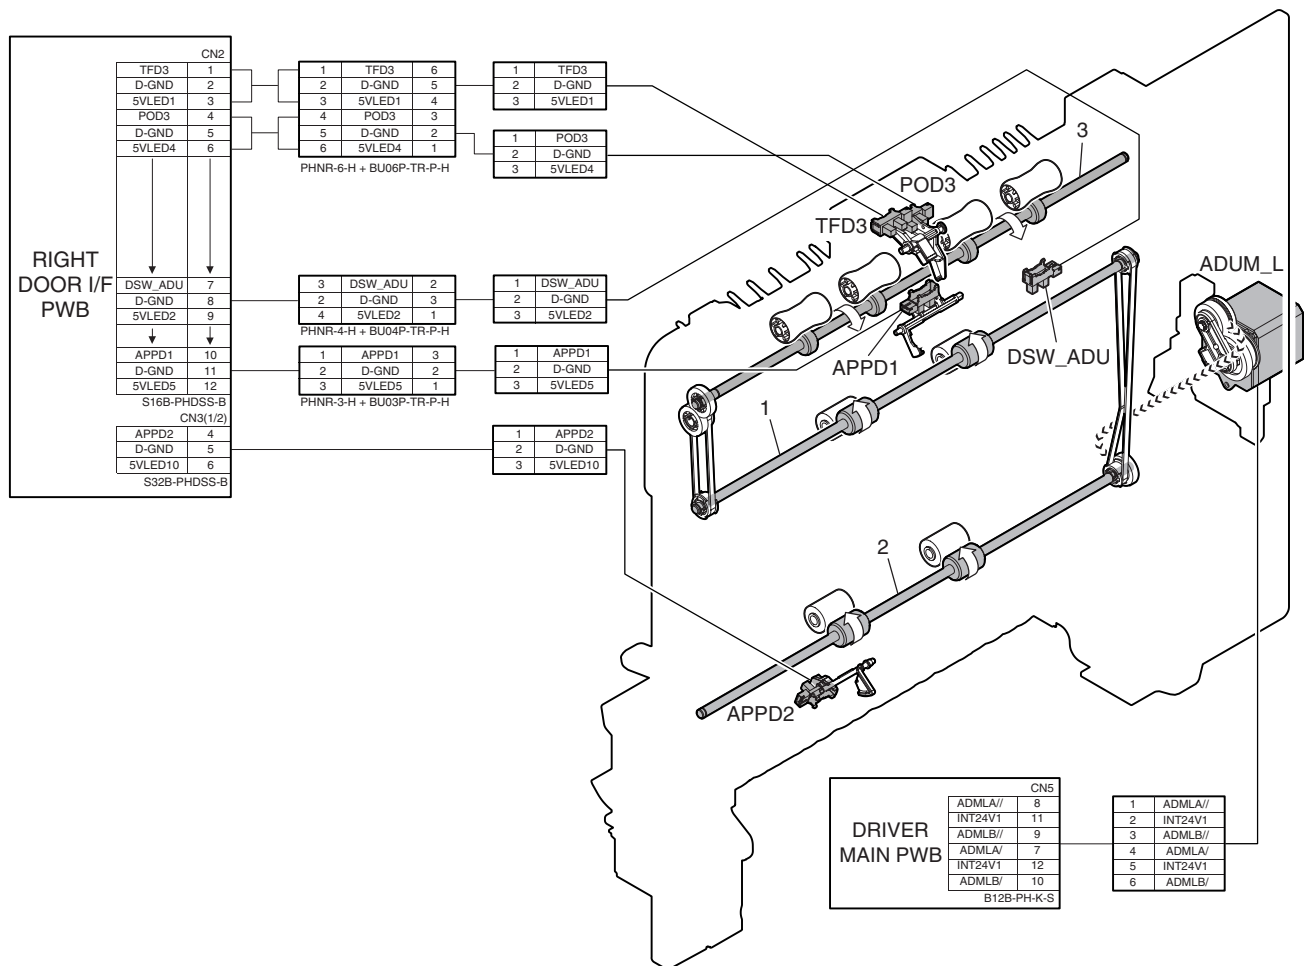 RIGHT
DOOR I/F
PWB
CN2
TFD3 1
D-GND 2
5VLED1 3
POD3 4
D-GND 5
5VLED4 6
DSW_ADU 7
D-GND 8
5VLED2 9
APPD1 10
D-GND 11
5VLED5 12
S16B-PHDSS-B
CN3(1/2)
APPD2 4
D-GND 5
5VLED10 6
S32B-PHDSS-B
1 TFD3 6
2 D-GND 5
3 5VLED1 4
4 POD3 3
5 D-GND 2
6 5VLED4 1
PHNR-6-H + BU06P-TR-P-H
3 DSW_ADU 2
2 D-GND 3
4 5VLED2 1
PHNR-4-H + BU04P-TR-P-H
1 APPD1 3
2 D-GND 2
3 5VLED5 1
PHNR-3-H + BU03P-TR-P-H
1 TFD3
2 D-GND
3 5VLED1
1 POD3
2 D-GND
3 5VLED4
1 DSW_ADU
2 D-GND
3 5VLED2
1 APPD1
2 D-GND
3 5VLED5
1 APPD2
2 D-GND
3 5VLED10
3
POD3
TFD3
ADUM_L
DSW_ADU
APPD1
1
2
APPD2
DRIVER
MAIN PWB
CN5
ADMLA// 8
INT24V1 11
ADMLB// 9
ADMLA/ 7
INT24V1 12
ADMLB/ 10
B12B-PH-K-S
1 ADMLA//
2 INT24V1
3 ADMLB//
4 ADMLA/
5 INT24V1
6 ADMLB/